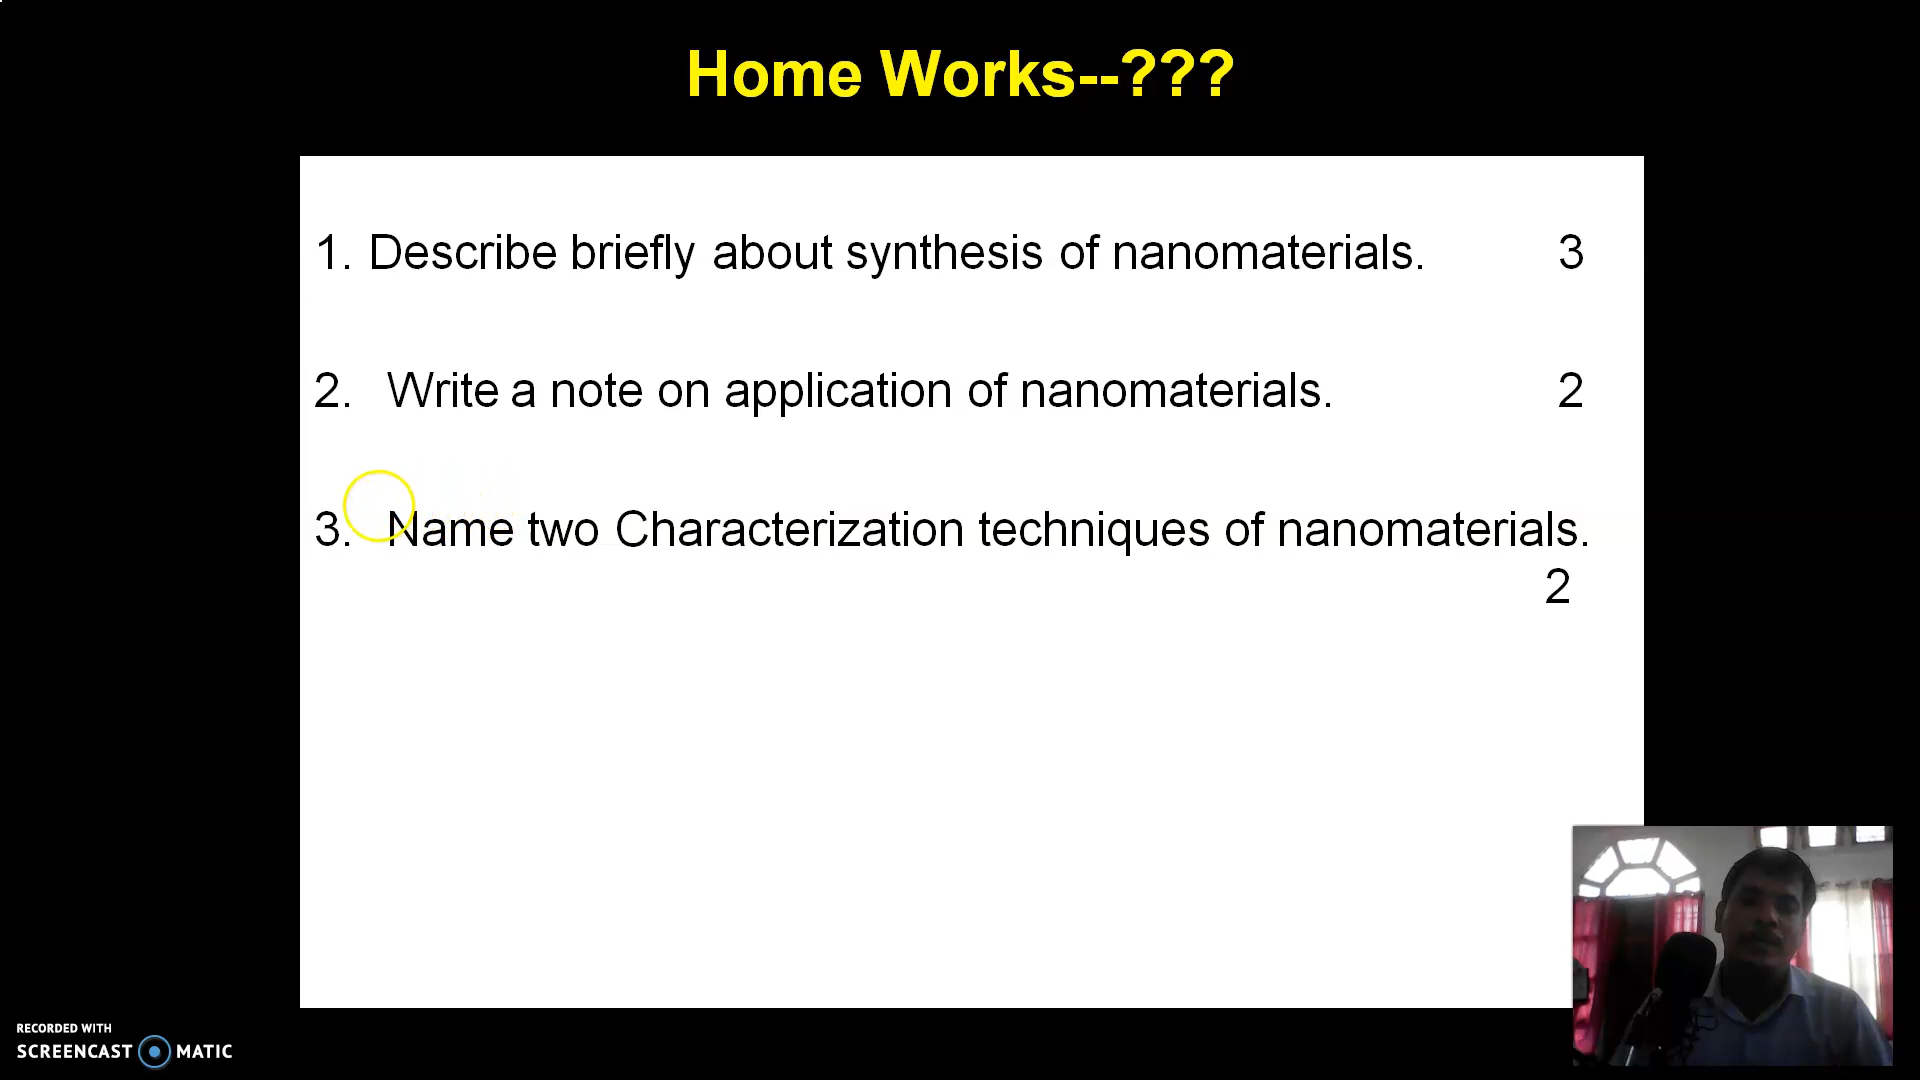 Home Works--???
1. Describe briefly about synthesis of nanomaterials. 3
2. Write a note on application of nanomaterials. 2
3. Name two Characterization techniques of nanomaterials.
2
RECORDED WITH
SCREENCAST MATIC